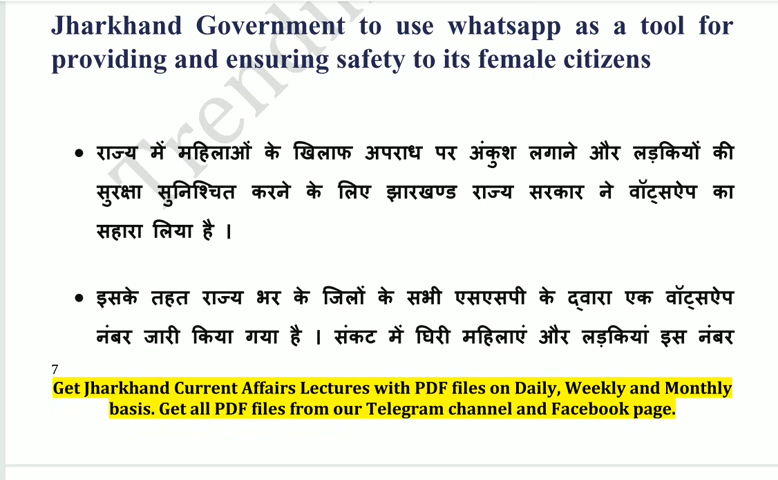 Jharkhand Government to use whatsapp as a tool for
providing and ensuring safety to its female citizens
• राज्य में महिलाओं के खिलाफ अपराध पर अंकुश लगाने और लड़कियों की
सुरक्षा सुनिश्चित करने के लिए झारखण्ड राज्य सरकार ने वॉट्सऐप का
सहारा लिया है ।
• इसके तहत राज्य भर के जिलों के सभी एसएसपी के द्वारा एक वॉट्सऐप
नंबर जारी किया गया है । संकट में घिरी महिलाएं और लड़कियां इस नंबर
7
Get Jharkhand Current Affairs Lectures with PDF files on Daily, Weekly and Monthly
basis. Get all PDF files from our Telegram channel and Facebook page.